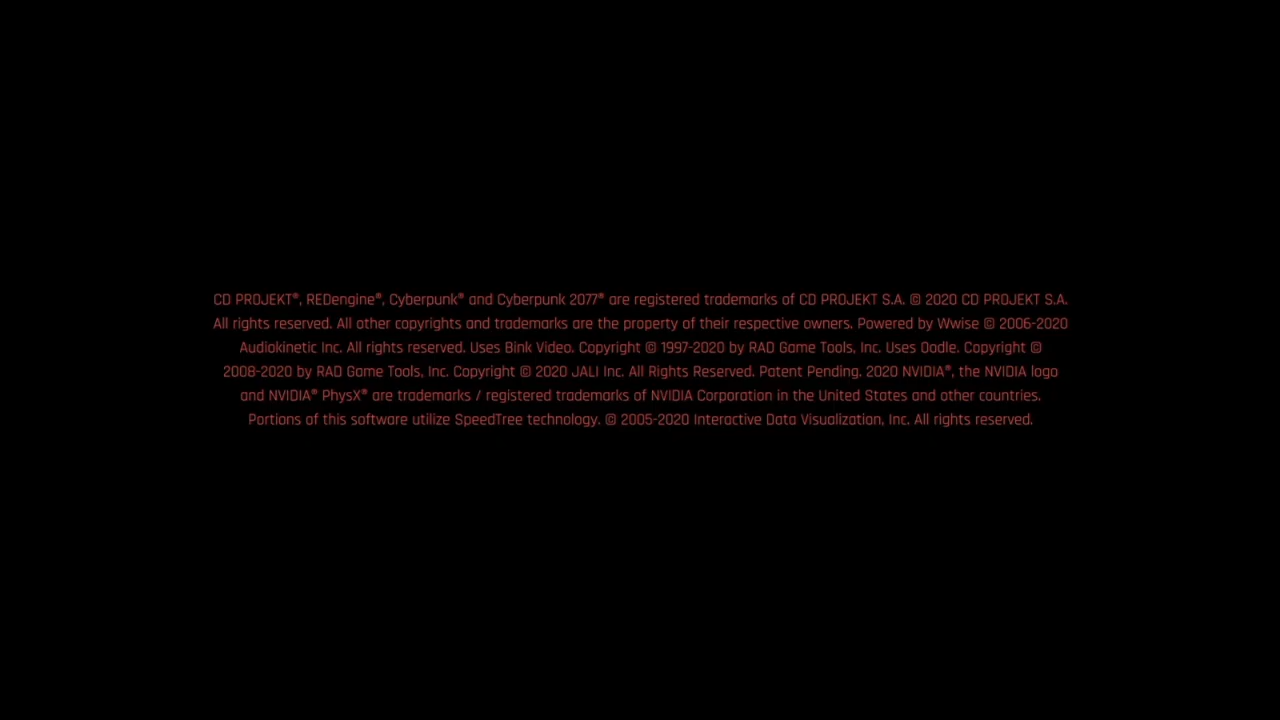 CD PROJEKT®, REDengine®, Cyberpunk® and Cyberpunk 2077® are registered trademarks of CD PROJEKT S.A. © 2020 CD PROJEKT S.A.
All rights reserved. All other copyrights and trademarks are the property of their respective owners. Powered by Wwise © 2006-2020
Audiokinetic Inc. All rights reserved. Uses Bink Video. Copyright © 1997-2020 by RAD Game Tools, Inc. Uses Oodle. Copyright ©
2008-2020 by RAD Game Tools, Inc. Copyright © 2020 JALI Inc. All Rights Reserved. Patent Pending. 2020 NVIDIA®, the NVIDIA logo
and NVIDIA® PhysX® are trademarks / registered trademarks of NVIDIA Corporation in the United States and other countries.
Portions of this software utilize SpeedTree technology. © 2005-2020 Interactive Data Visualization, Inc. All rights reserved.